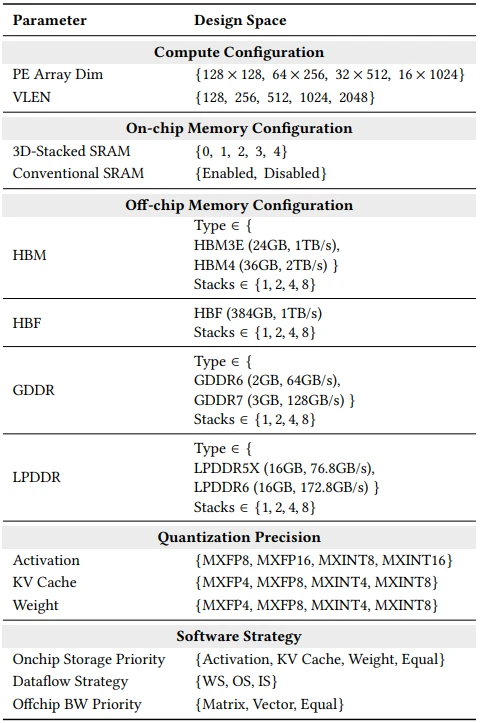 Parameter Design Space
Compute Configuration
PE Array Dim {128 × 128, 64 × 256, 32 × 512, 16 × 1024}
VLEN {128, 256, 512, 1024, 2048}
On-chip Memory Configuration
3D-Stacked SRAM {0, 1, 2, 3, 4}
Conventional SRAM {Enabled, Disabled}
Off-chip Memory Configuration
HBM
Type ∈ {
HBM3E (24GB, 1TB/s),
HBM4 (36GB, 2TB/s) }
Stacks ∈ {1, 2, 4, 8}
HBF
HBF (384GB, 1TB/s)
Stacks ∈ {1, 2, 4, 8}
GDDR
Type ∈ {
GDDR6 (2GB, 64GB/s),
GDDR7 (3GB, 128GB/s) }
Stacks ∈ {1, 2, 4, 8}
LPDDR
Type ∈ {
LPDDR5X (16GB, 76.8GB/s),
LPDDR6 (16GB, 172.8GB/s) }
Stacks ∈ {1, 2, 4, 8}
Quantization Precision
Activation {MXFP8, MXFP16, MXINT8, MXINT16}
KV Cache {MXFP4, MXFP8, MXINT4, MXINT8}
Weight {MXFP4, MXFP8, MXINT4, MXINT8}
Software Strategy
Onchip Storage Priority {Activation, KV Cache, Weight, Equal}
Dataflow Strategy {WS, OS, IS}
Offchip BW Priority {Matrix, Vector, Equal}